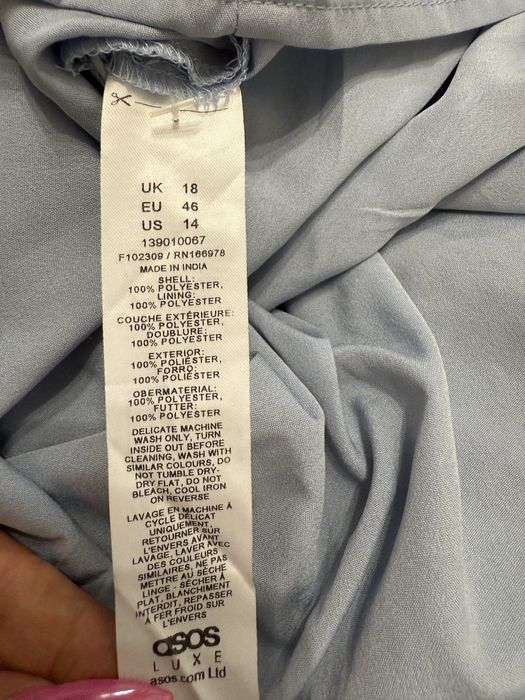 UK 18
EU 46
US 14
139010067
F102309 / RN166978
MADE IN INDIA
SHELL:
100% POLYESTER,
LINING:
100% POLYESTER
COUCHE EXTÉRIEURE:
100% POLYESTER,
DOUBLURE:
100% POLYESTER
EXTERIOR:
100% POLIÉSTER,
FORRO:
100% POLIÉSTER
OBERMATERIAL:
100% POLYESTER,
FUTTER:
100% POLYESTER
DELICATE MACHINE
WASH ONLY, TURN
INSIDE OUT BEFORE
CLEANING, WASH WITH
SIMILAR COLOURS, DO
NOT TUMBLE DRY-
DRY FLAT, DO NOT
BLEACH, COOL IRON
ON REVERSE
LAVAGE EN MACHINE À
CYCLE DÉLICAT
UNIQUEMENT,
RETOURNER SUR
L'ENVERS AVANT
LAVAGE, LAVER AVEC
DES COULEURS
SIMILAIRES, NE PAS
METTRE AU SÈCHE
LINGE - SÉCHER À
PLAT, BLANCHIMENT
INTERDIT, REPASSER
À FER FROID SUR
L'ENVERS
asos
LUXE
asos.com Ltd